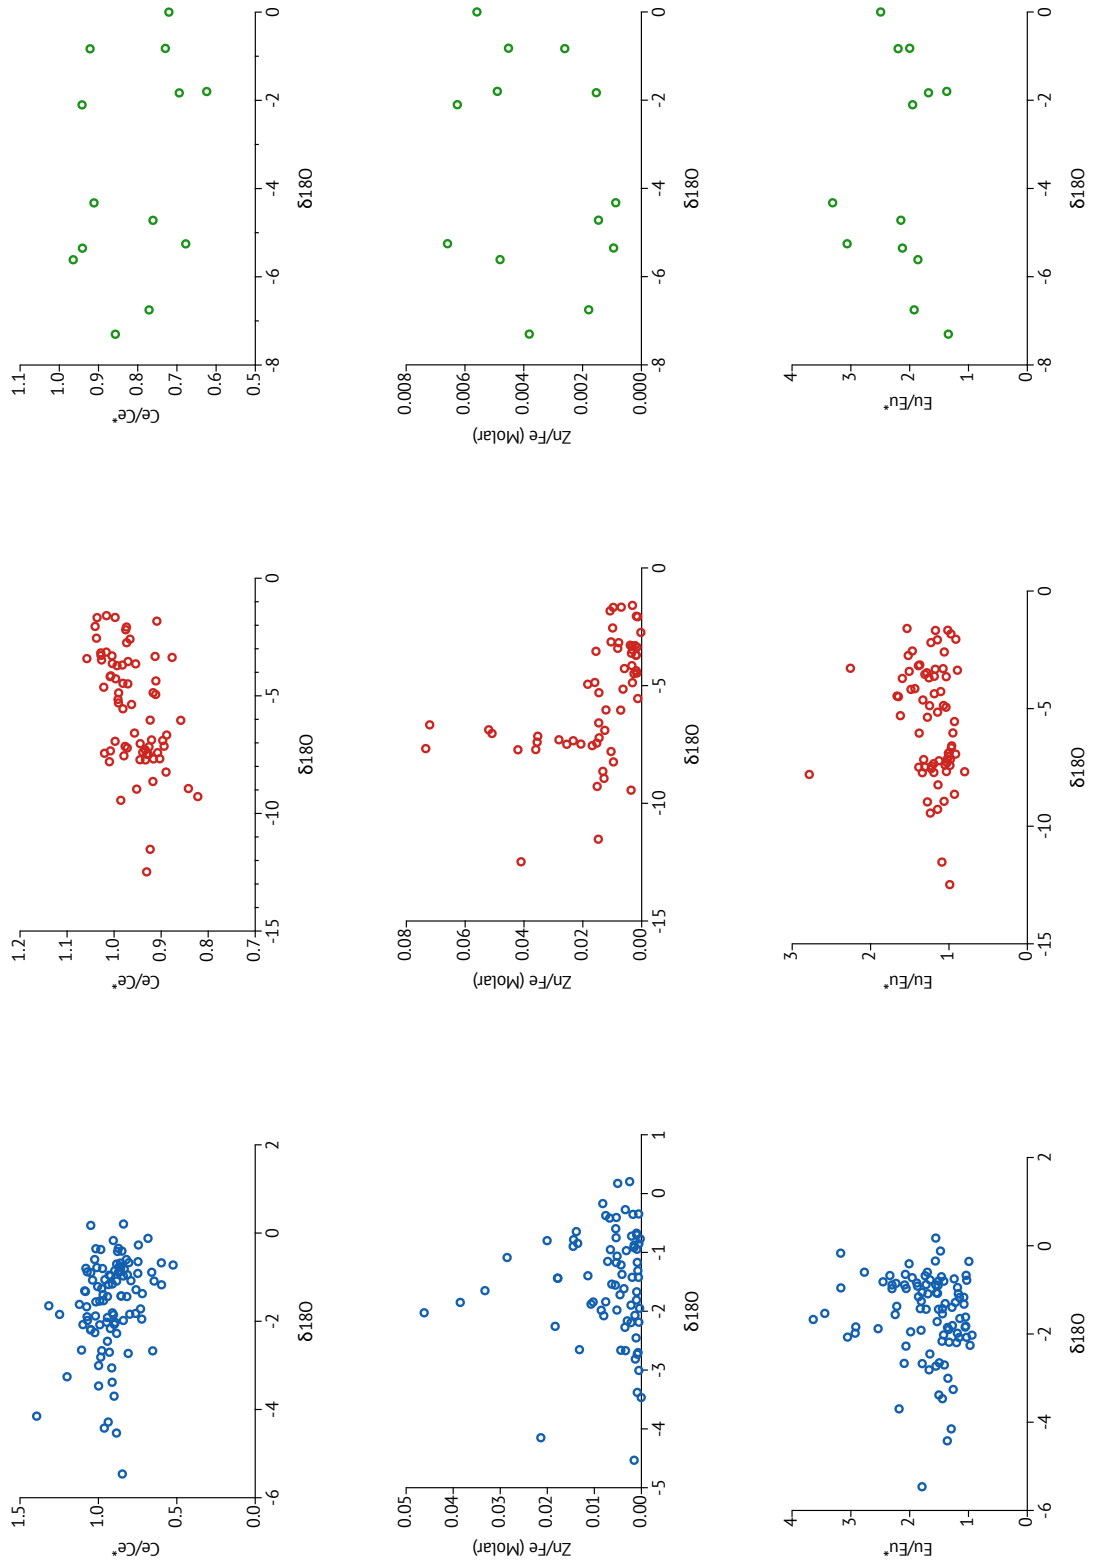 Ce/Ce*
1.5
1.0
0.5
0.0
-6 -4 -2 0 2
δ18O
Ce/Ce*
1.2
1.1
1.0
0.9
0.8
0.7
-15 -10 -5 0
δ18O
Ce/Ce*
1.1
1.0
0.9
0.8
0.7
0.6
0.5
-8 -6 -4 -2 0
δ18O
Zn/Fe (Molar)
0.05
0.04
0.03
0.02
0.01
0.00
-5 -4 -3 -2 -1 0 1
δ18O
Zn/Fe (Molar)
0.08
0.06
0.04
0.02
0.00
-15 -10 -5 0
δ18O
Zn/Fe (Molar)
0.008
0.006
0.004
0.002
0.000
-8 -6 -4 -2 0
δ18O
Eu/Eu*
4
3
2
1
0
-6 -4 -2 0 2
δ18O
Eu/Eu*
3
2
1
0
-15 -10 -5 0
δ18O
Eu/Eu*
4
3
2
1
0
-8 -6 -4 -2 0
δ18O